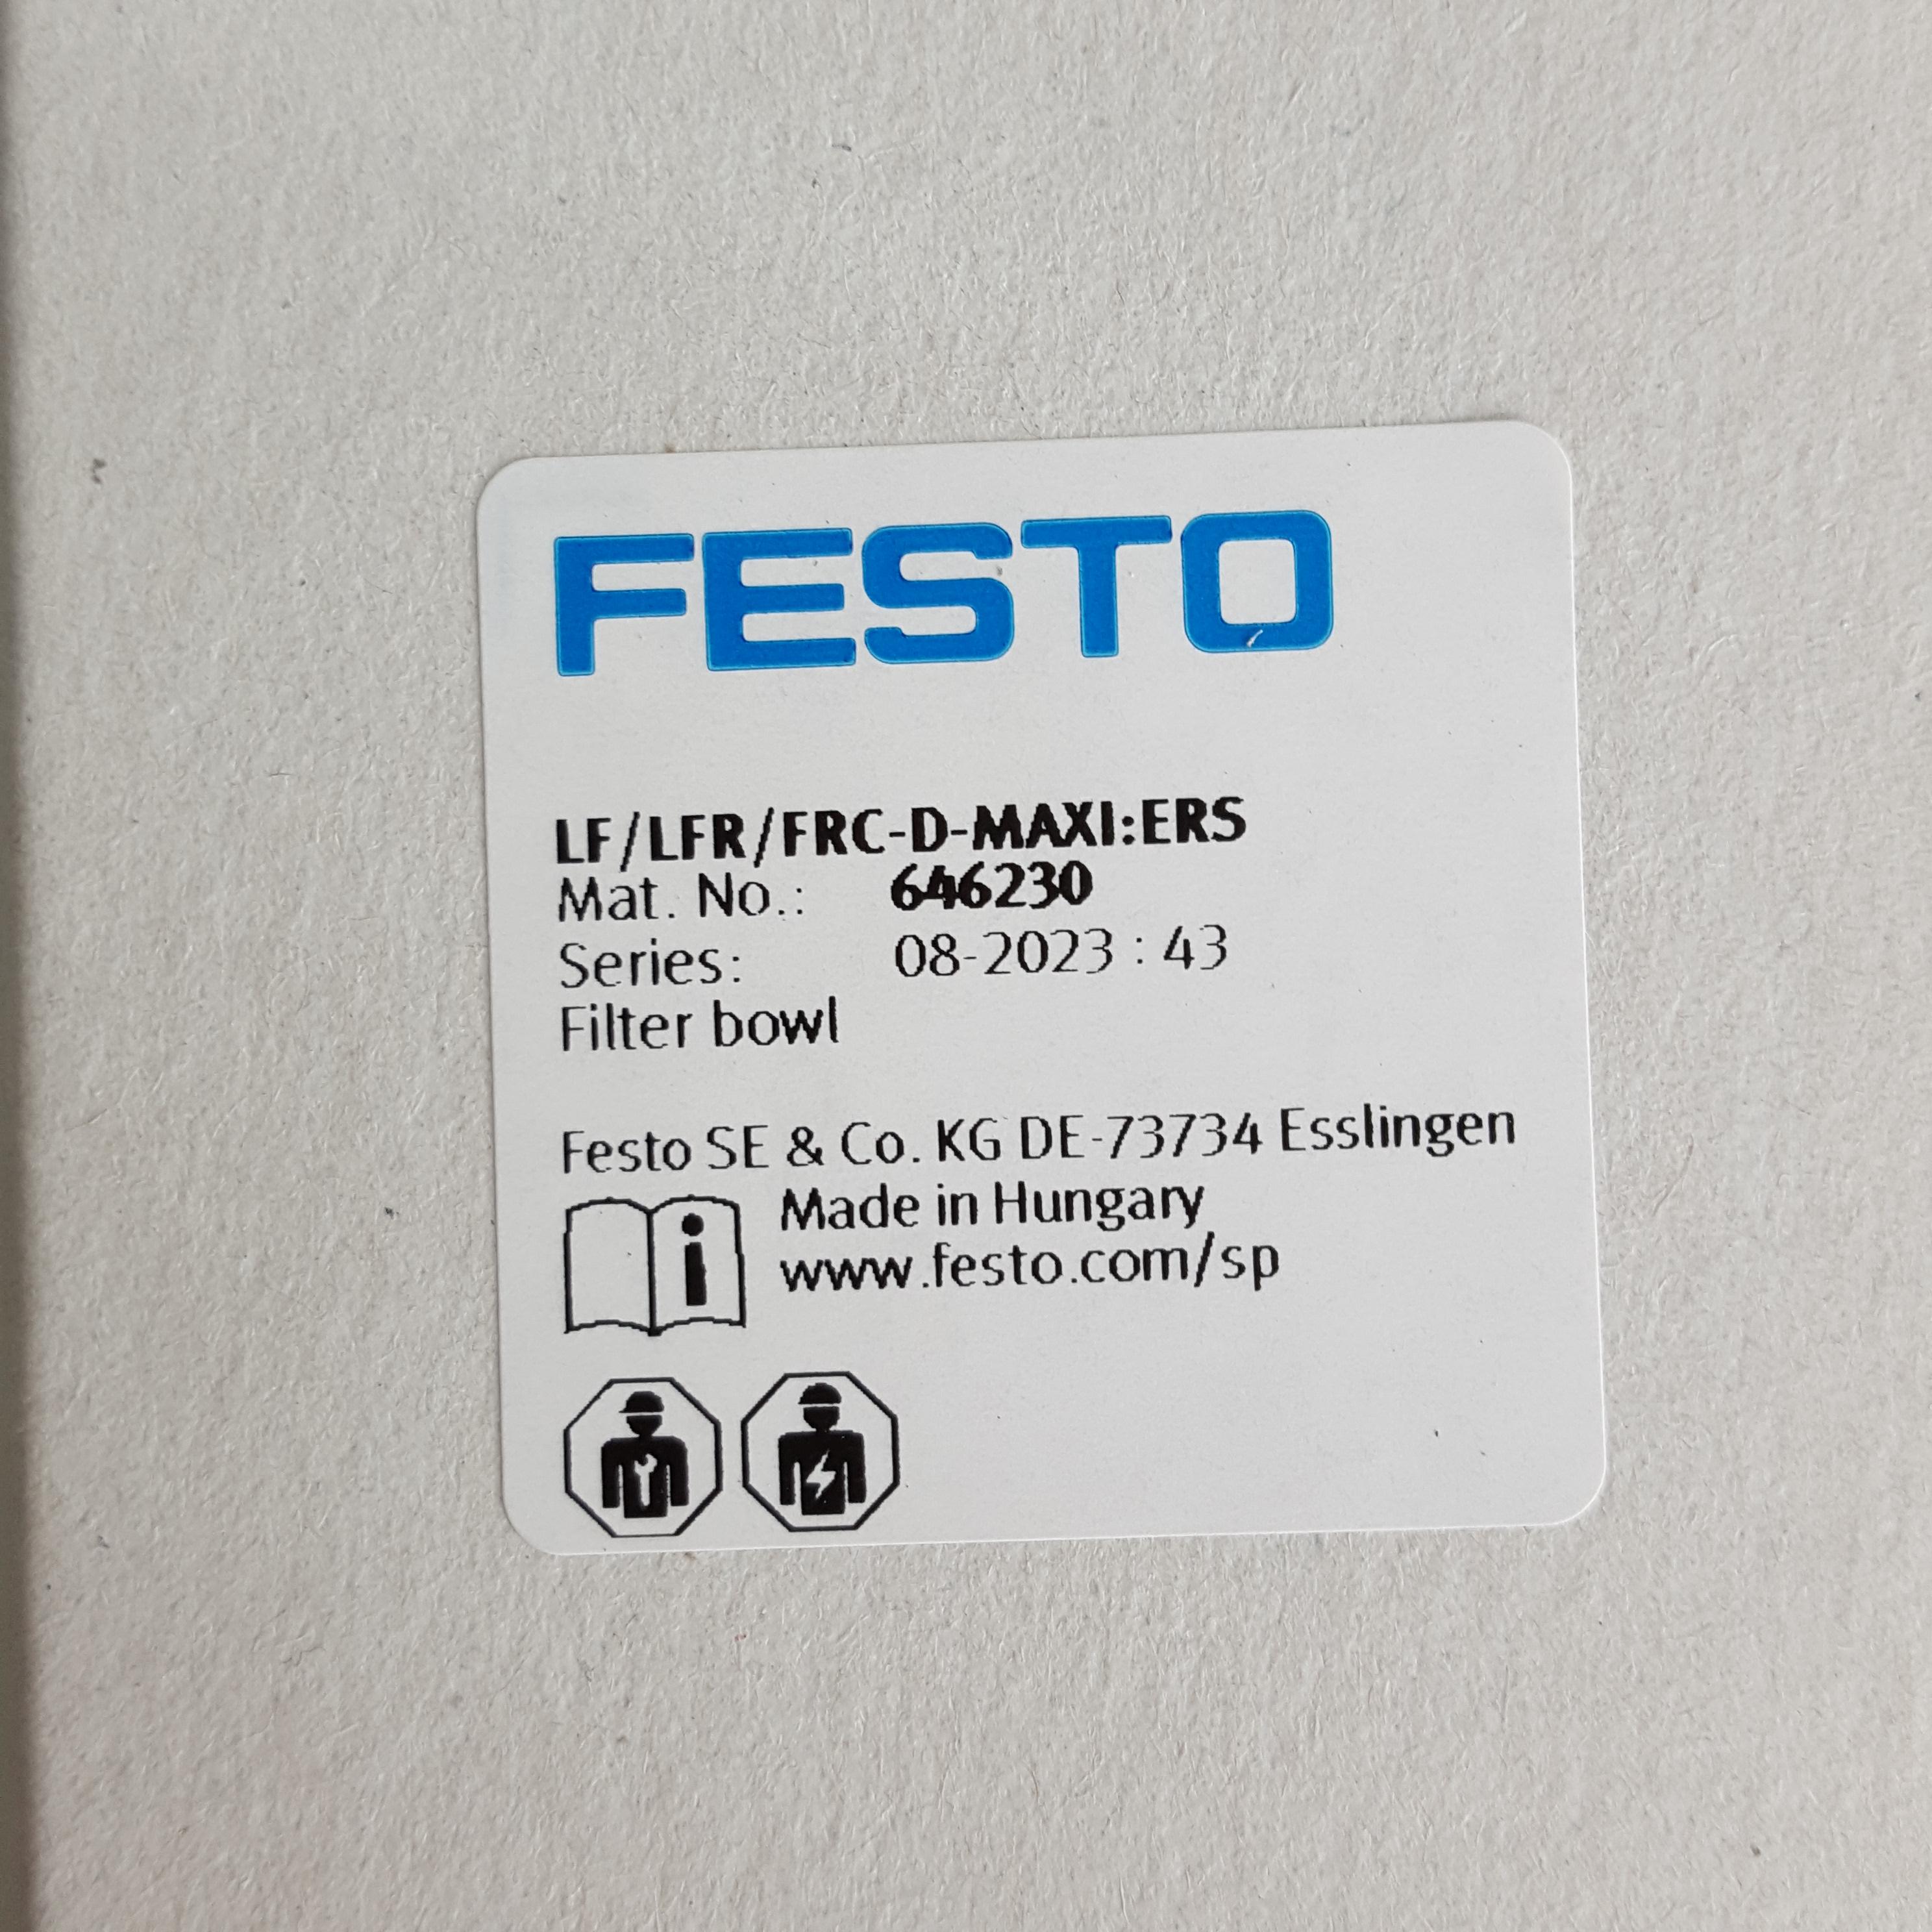 FESTO
LF/LFR/FRC-D-MAXI:ERS
Mat. No.: 646230
Series: 08-2023 : 43
Filter bowl
Festo SE & Co. KG DE-73734 Esslingen
Made in Hungary
www.festo.com/sp